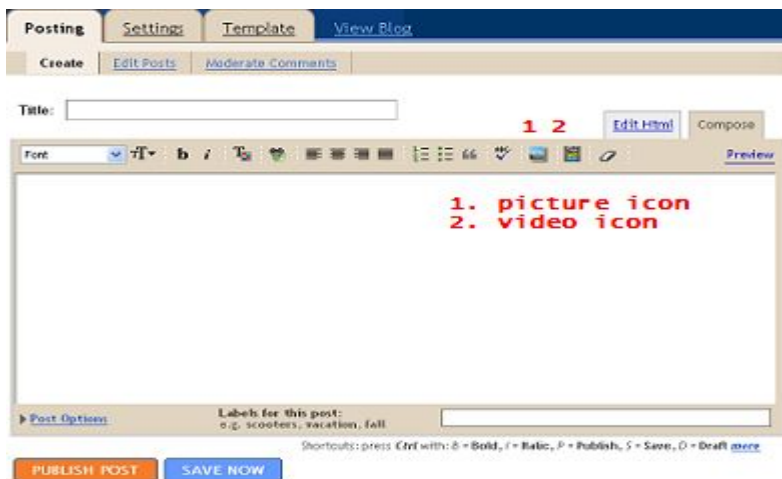 Posting Settings Template View Blog
Create Edit Posts Moderate Comments
Title:
1 2 Edit Html Compose
Font T b i T ABC Preview
1. picture icon
2. video icon
Post Options Labels for this post:
e.g. scooters, vacation, fall
Shortcuts: press Ctrl with: B = Bold, I = Italic, P = Publish, S = Save, D = Draft more
PUBLISH POST SAVE NOW